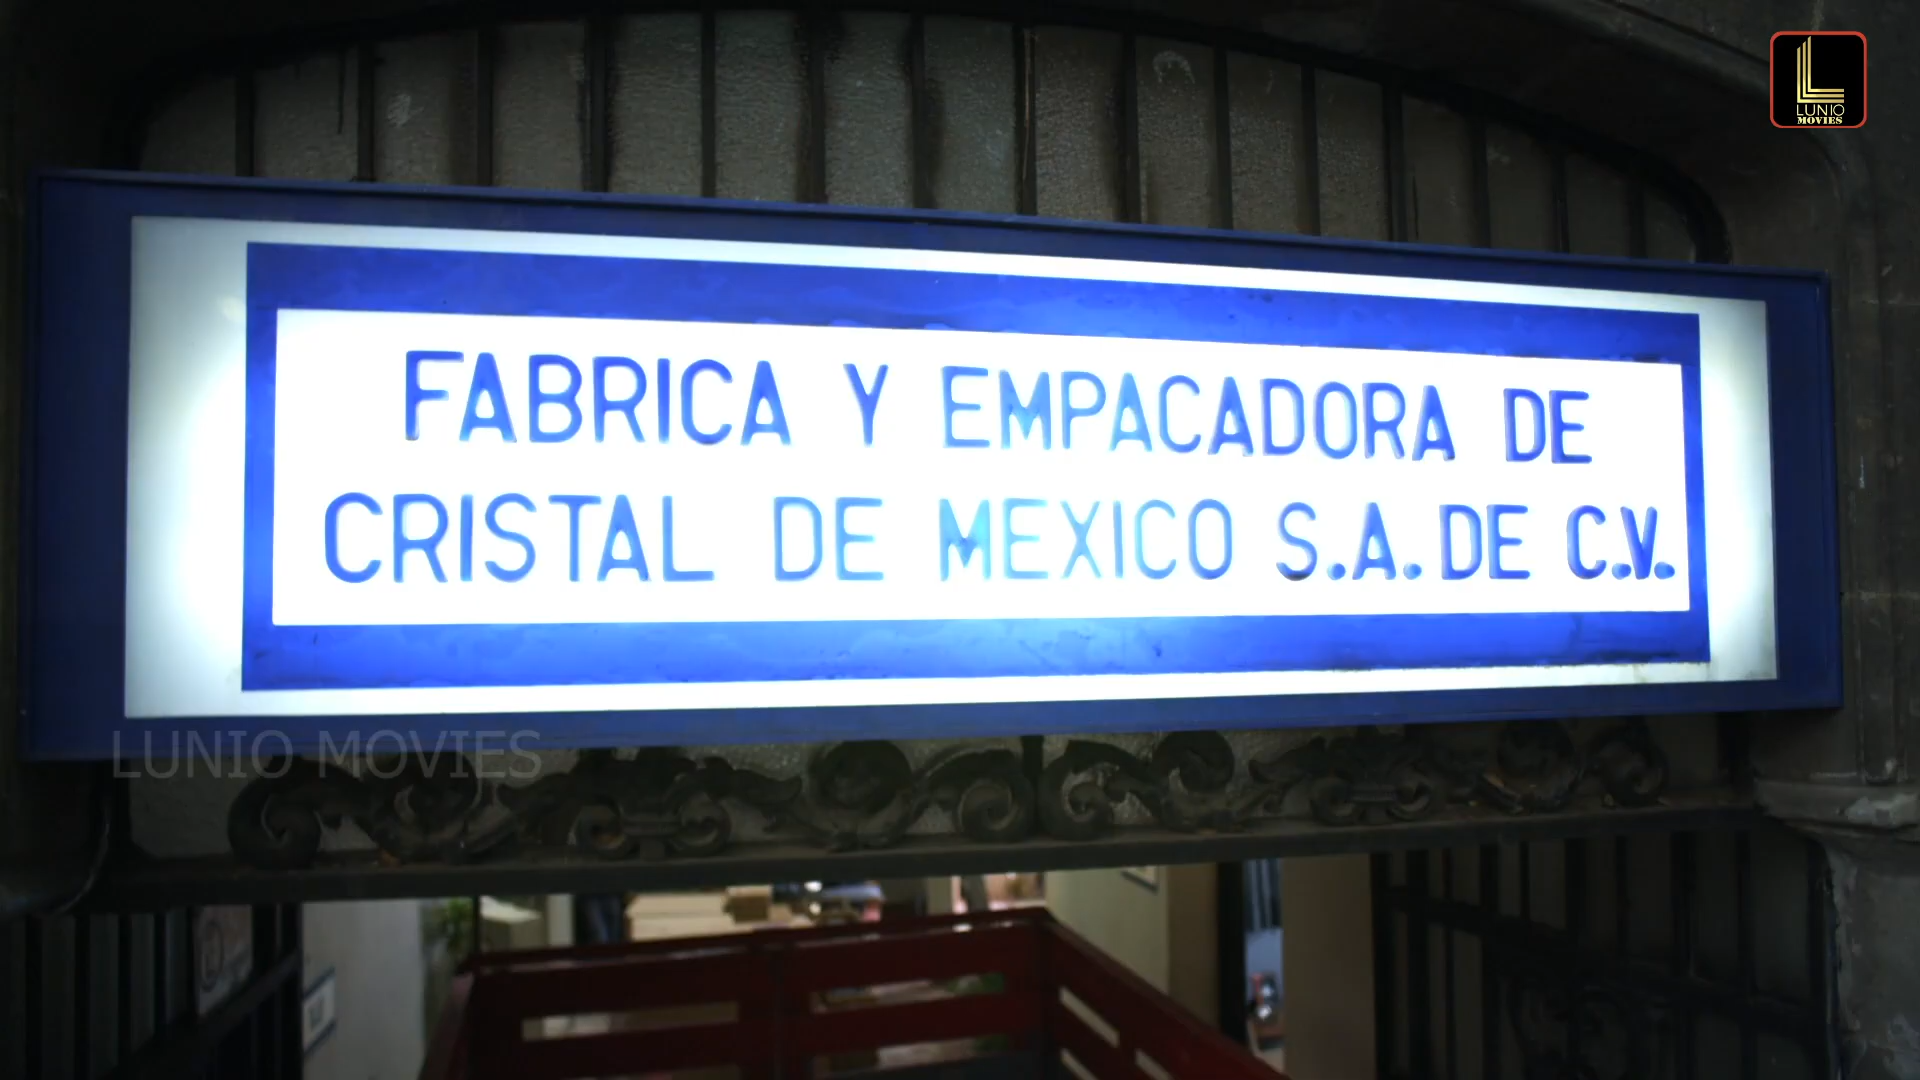 LUNIO
MOVIES
FABRICA Y EMPACADORA DE
CRISTAL DE MEXICO S.A. DE C.V.
LUNIO MOVIES